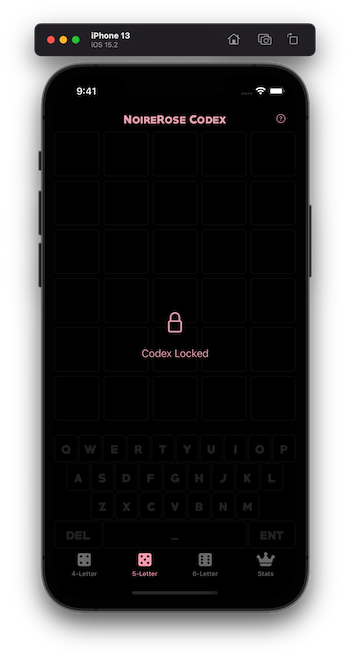 iPhone 13
iOS 15.2
9:41
NoireRose Codex
?
Codex Locked
Q W E R T Y U I O P
A S D F G H J K L
Z X C V B N M
DEL _ ENT
4-Letter 5-Letter 6-Letter Stats